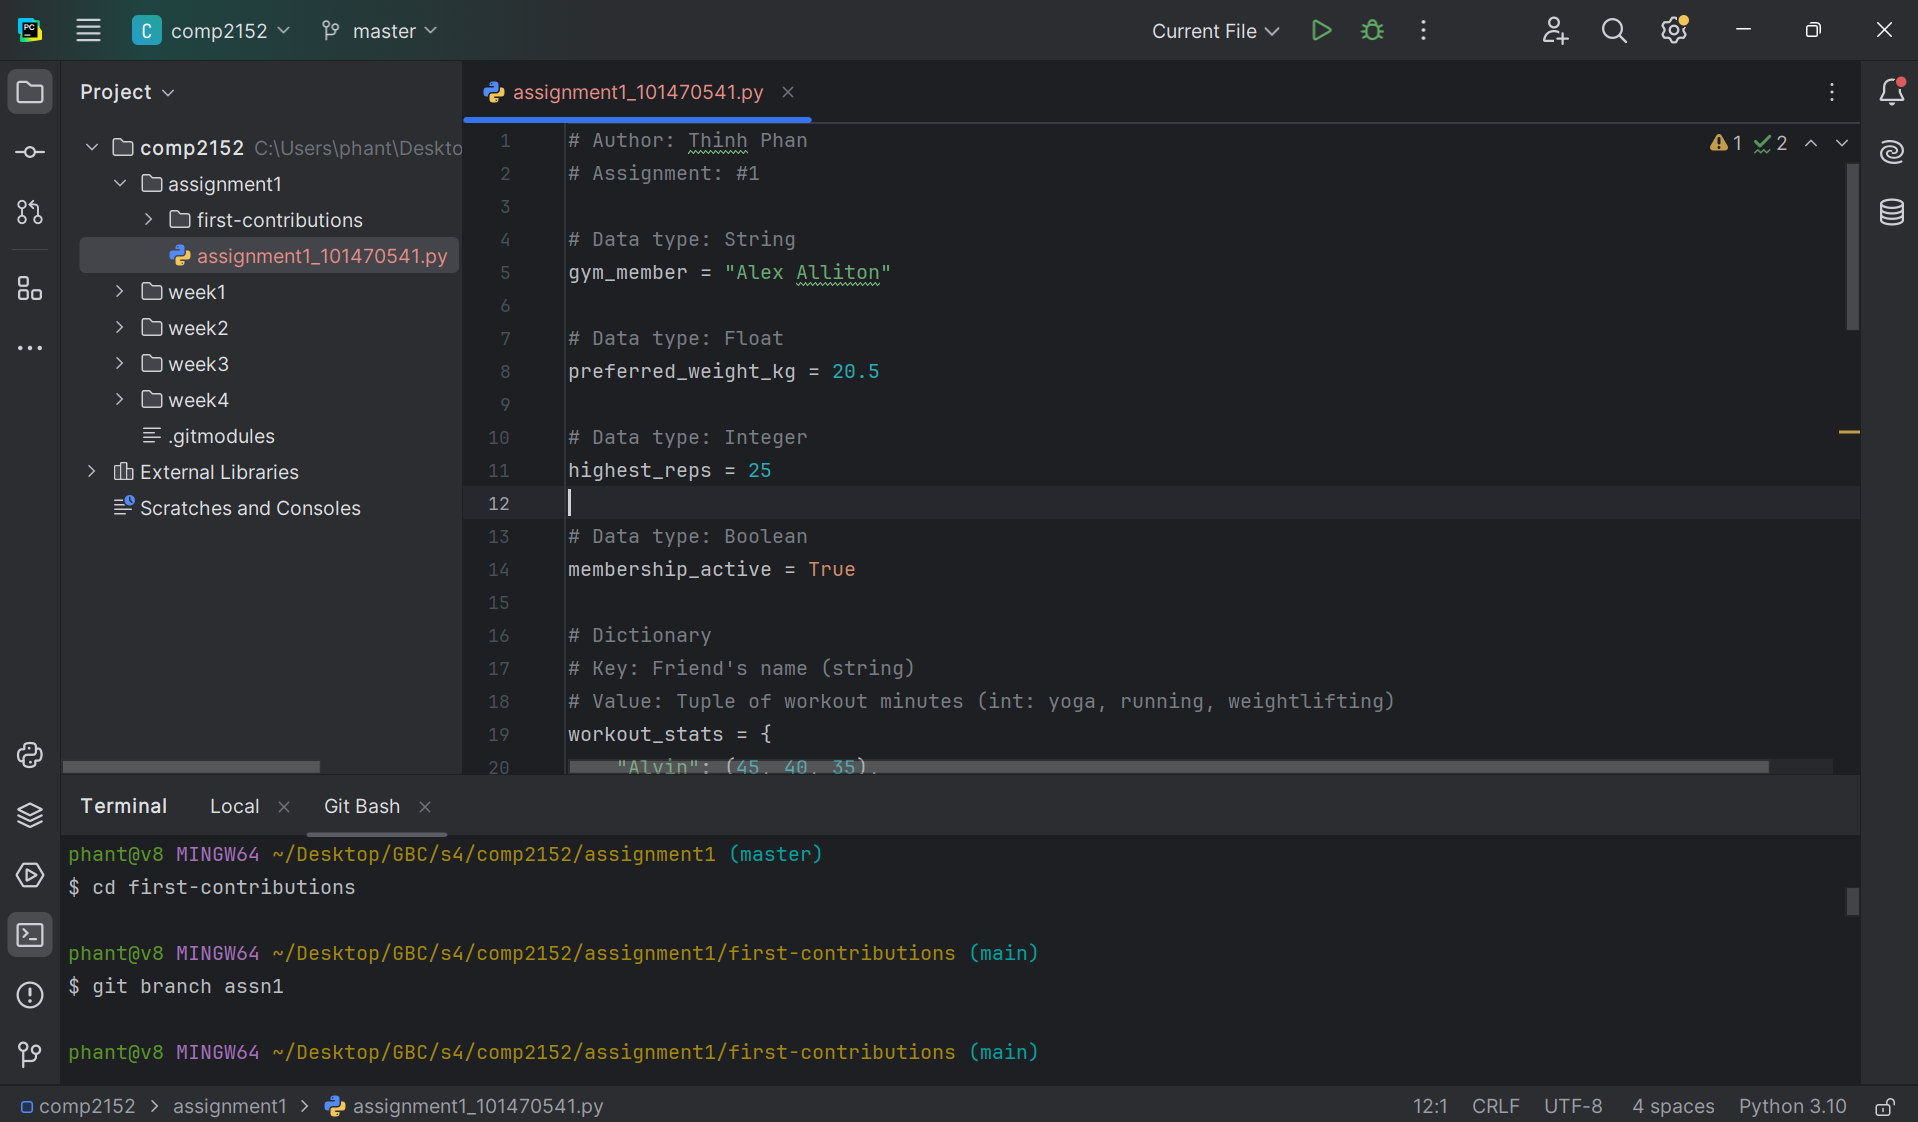 PC
C comp2152
master
Current File
Project
assignment1_101470541.py
comp2152 C:\Users\phant\Deskto
assignment1
first-contributions
assignment1_101470541.py
week1
week2
week3
week4
.gitmodules
External Libraries
Scratches and Consoles
1 # Author: Thinh Phan
2 # Assignment: #1
3
4 # Data type: String
5 gym_member = "Alex Alliton"
6
7 # Data type: Float
8 preferred_weight_kg = 20.5
9
10 # Data type: Integer
11 highest_reps = 25
12
13 # Data type: Boolean
14 membership_active = True
15
16 # Dictionary
17 # Key: Friend's name (string)
18 # Value: Tuple of workout minutes (int: yoga, running, weightlifting)
19 workout_stats = {
20 "Alvin": (45, 40, 35),
1 2
Terminal Local Git Bash
phant@v8 MINGW64 ~/Desktop/GBC/s4/comp2152/assignment1 (master)
$ cd first-contributions
phant@v8 MINGW64 ~/Desktop/GBC/s4/comp2152/assignment1/first-contributions (main)
$ git branch assn1
phant@v8 MINGW64 ~/Desktop/GBC/s4/comp2152/assignment1/first-contributions (main)
comp2152 > assignment1 > assignment1_101470541.py
12:1 CRLF UTF-8 4 spaces Python 3.10